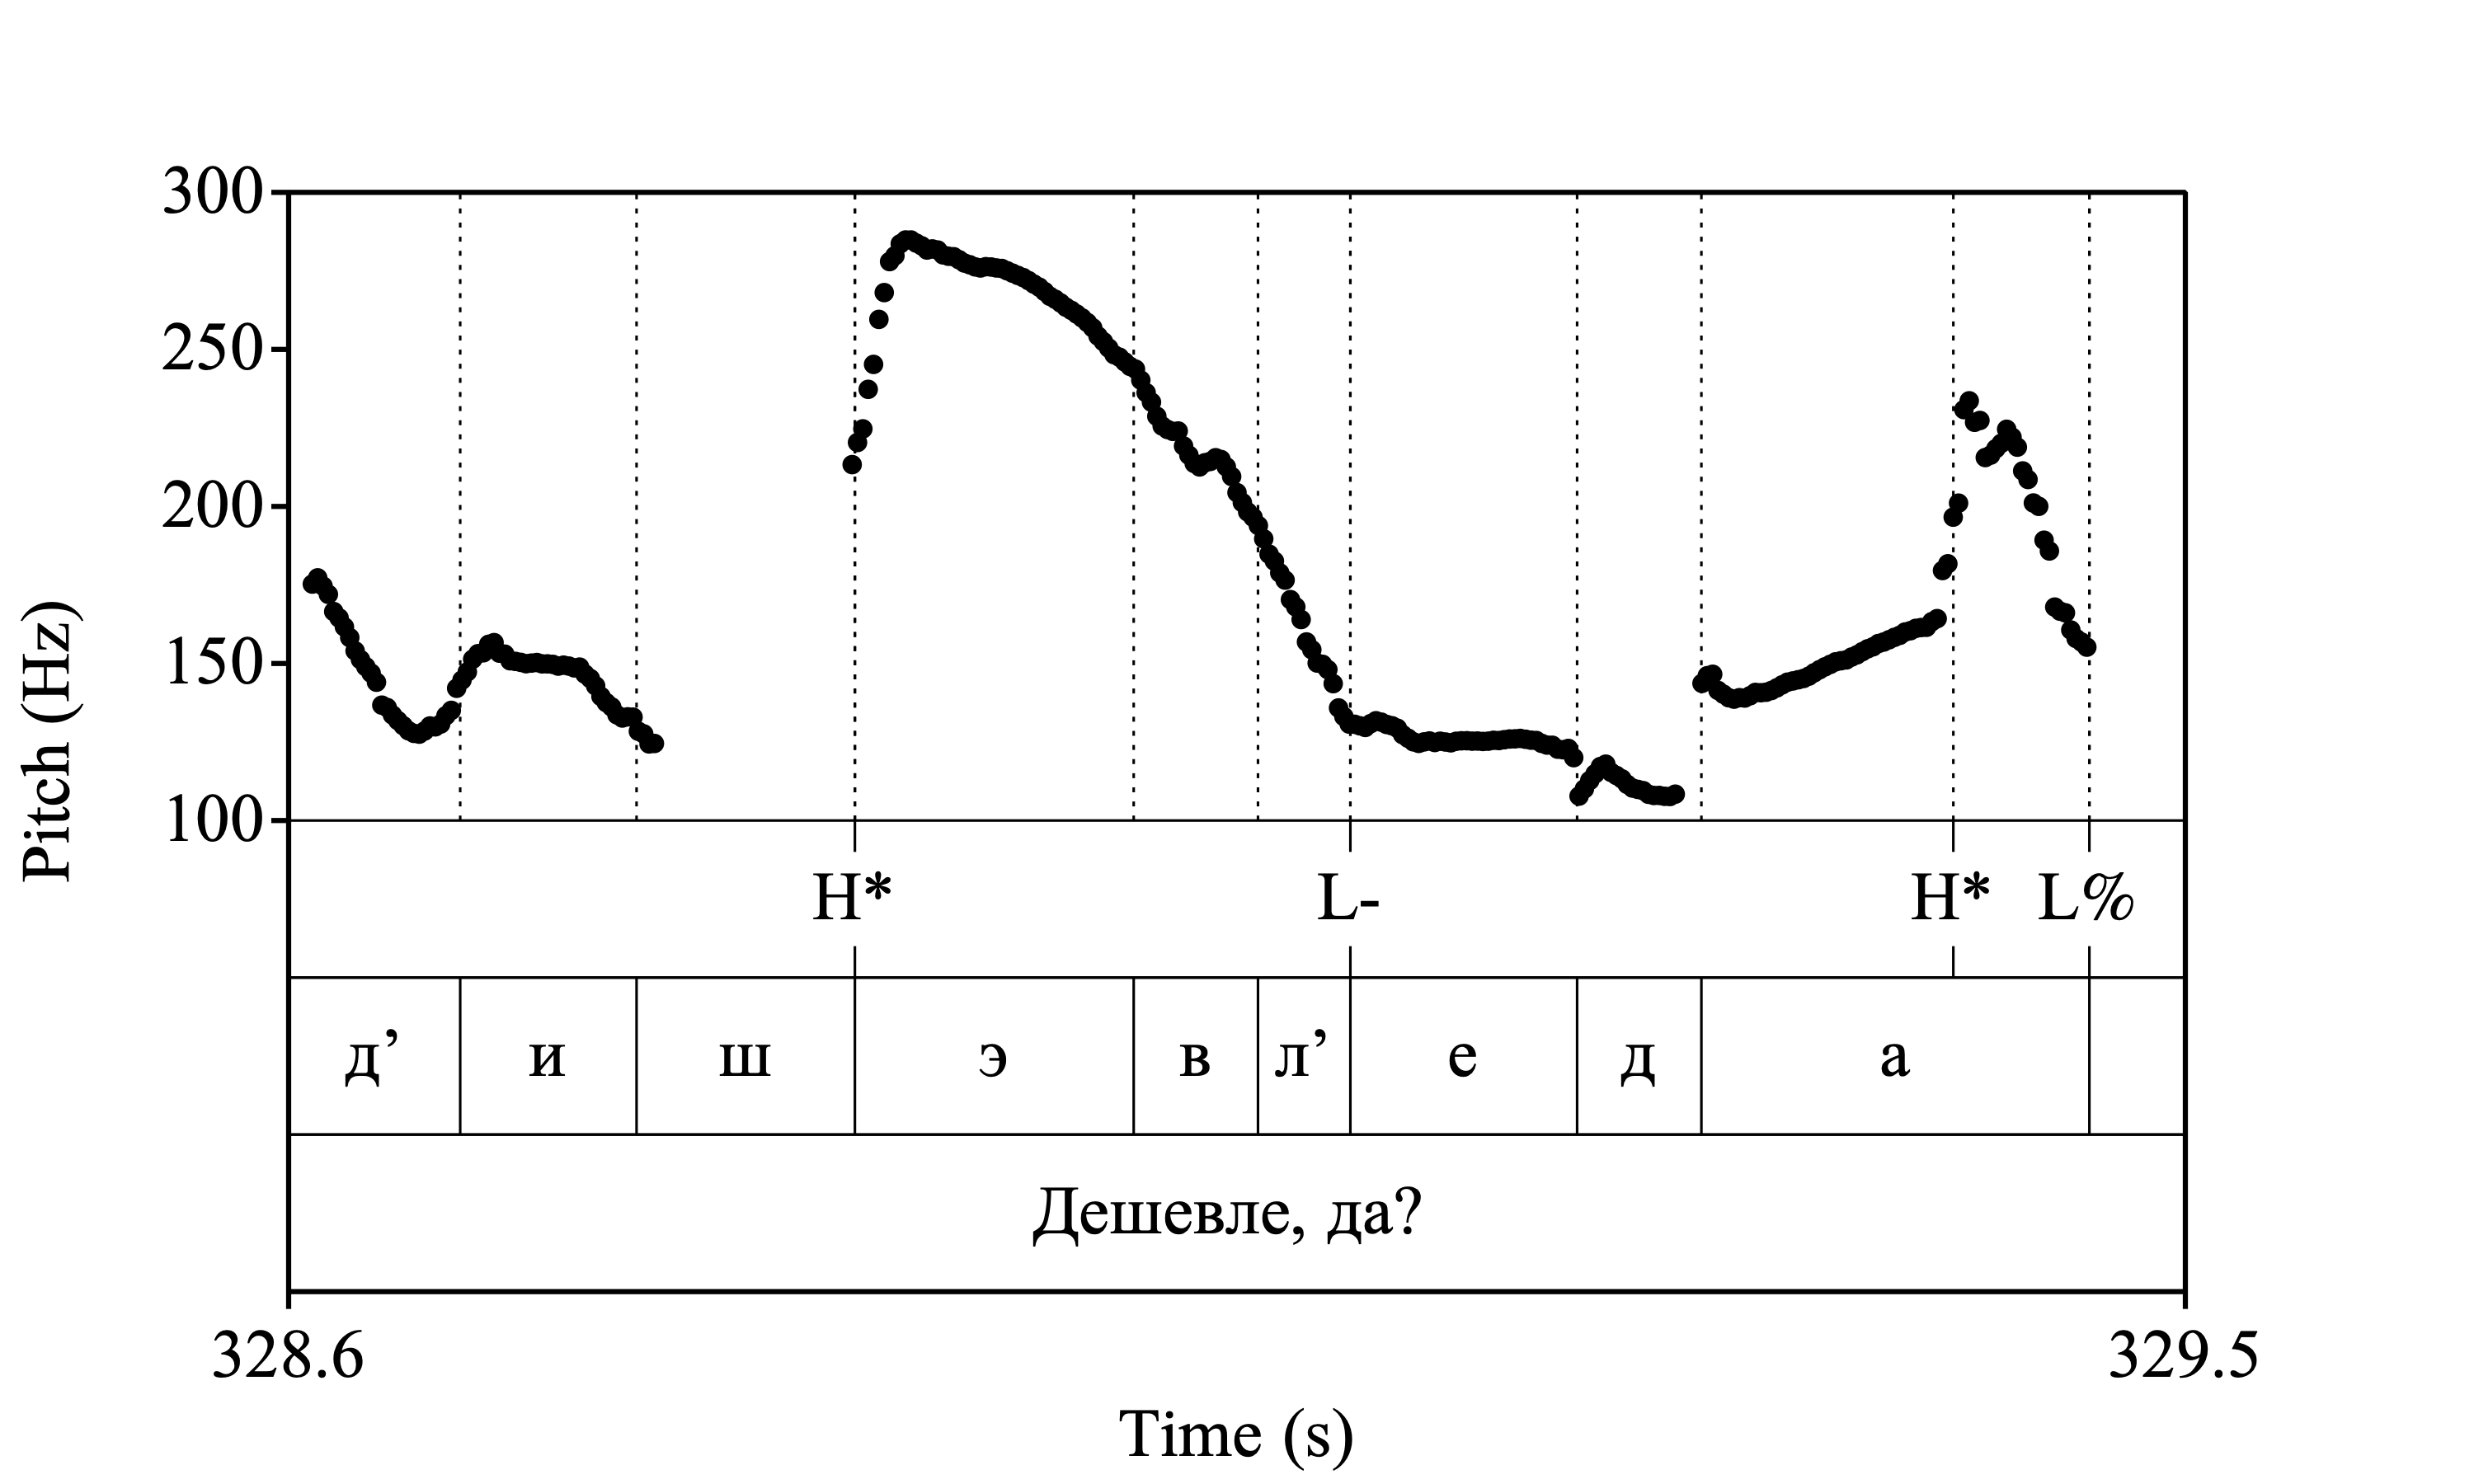 300
250
200
150
100
Pitch (Hz)
H* L- H* L%
д’ и ш э в л’ е д а
Дешевле, да?
328.6 329.5
Time (s)